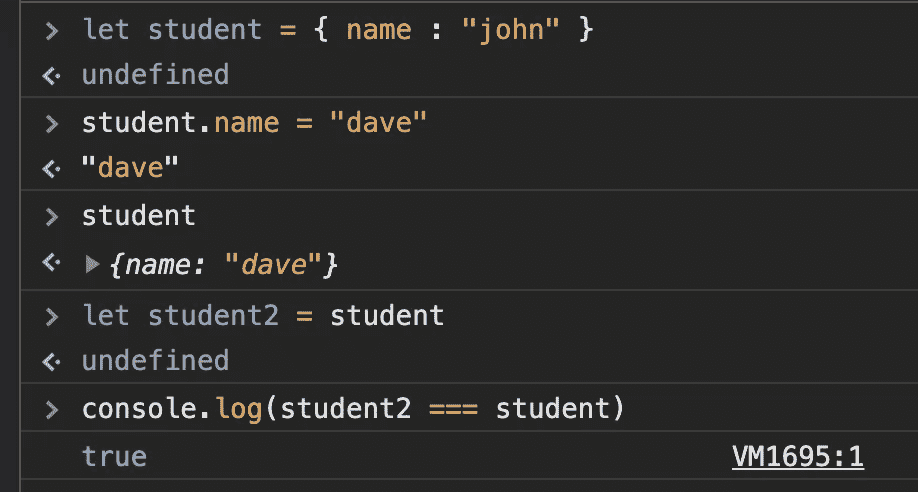 let student = { name : "john" }
undefined
student.name = "dave"
"dave"
student
{name: "dave"}
let student2 = student
undefined
console.log(student2 === student)
true VM1695:1